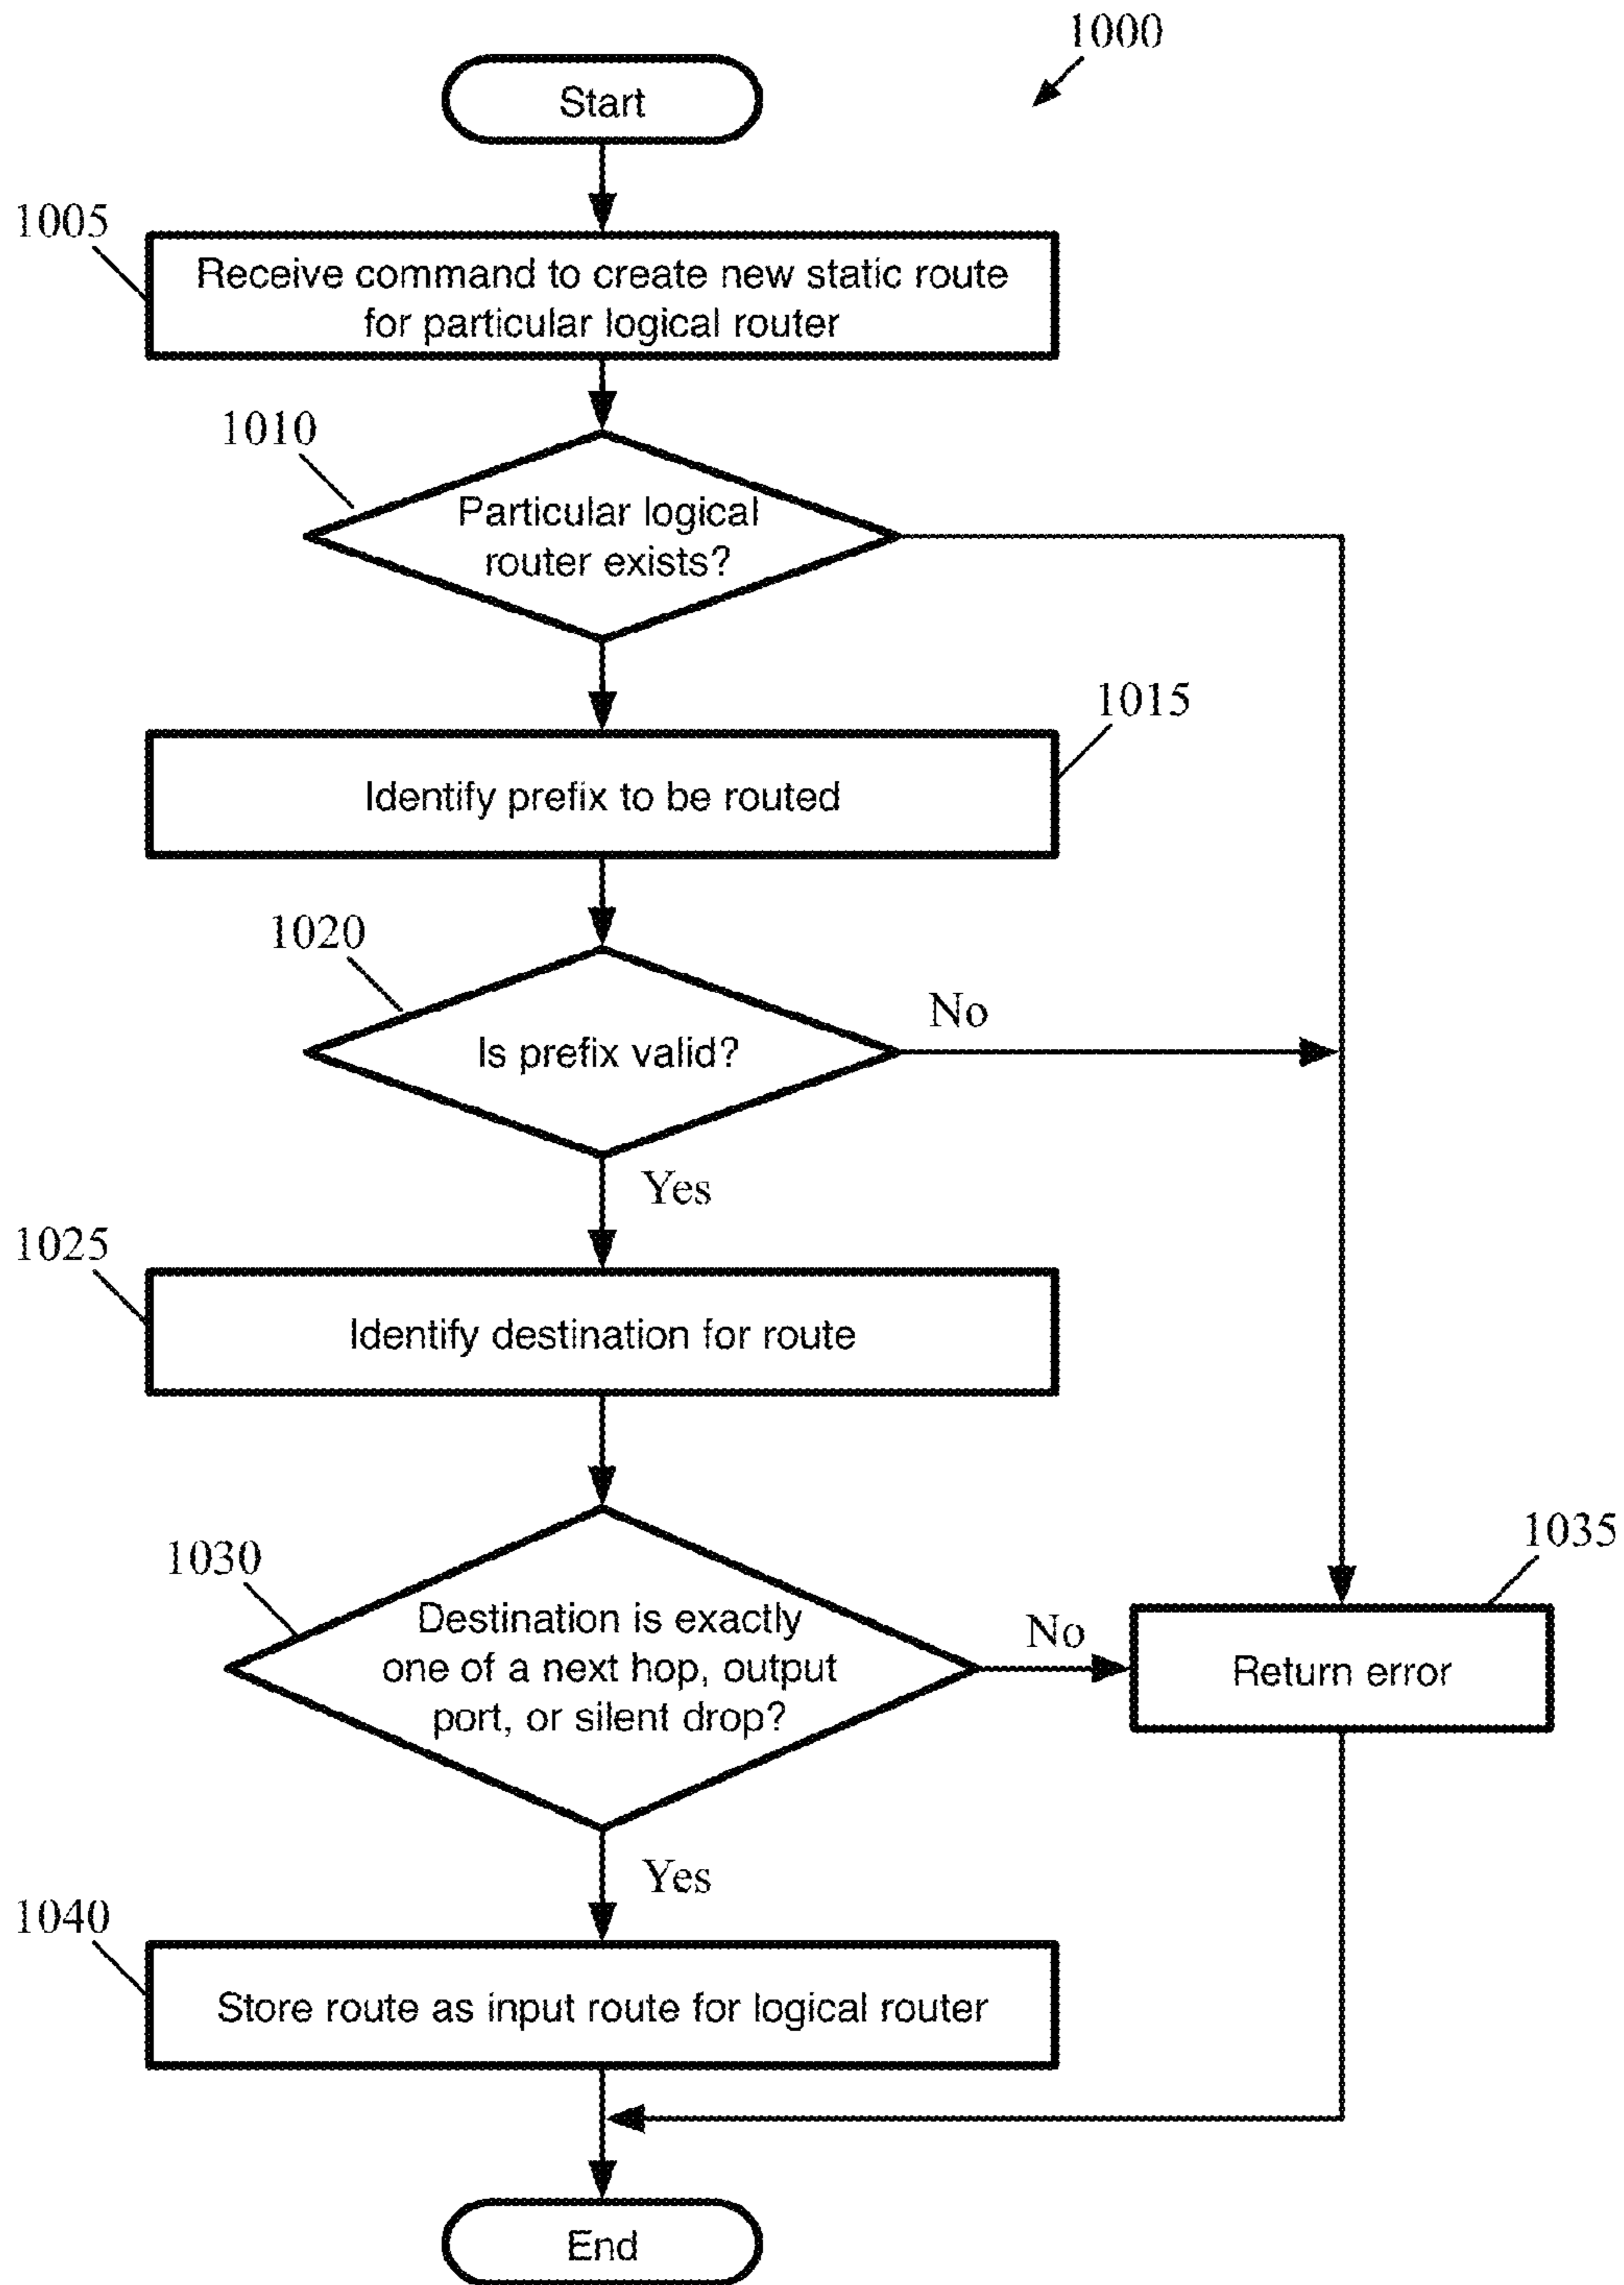 1000
Start
1005
Receive command to create new static route
for particular logical router
1010
Particular logical
router exists?
1015
Identify prefix to be routed
1020
Is prefix valid?
No
Yes
1025
Identify destination for route
1030
Destination is exactly
one of a next hop, output
port, or silent drop?
No
1035
Return error
Yes
1040
Store route as input route for logical router
End